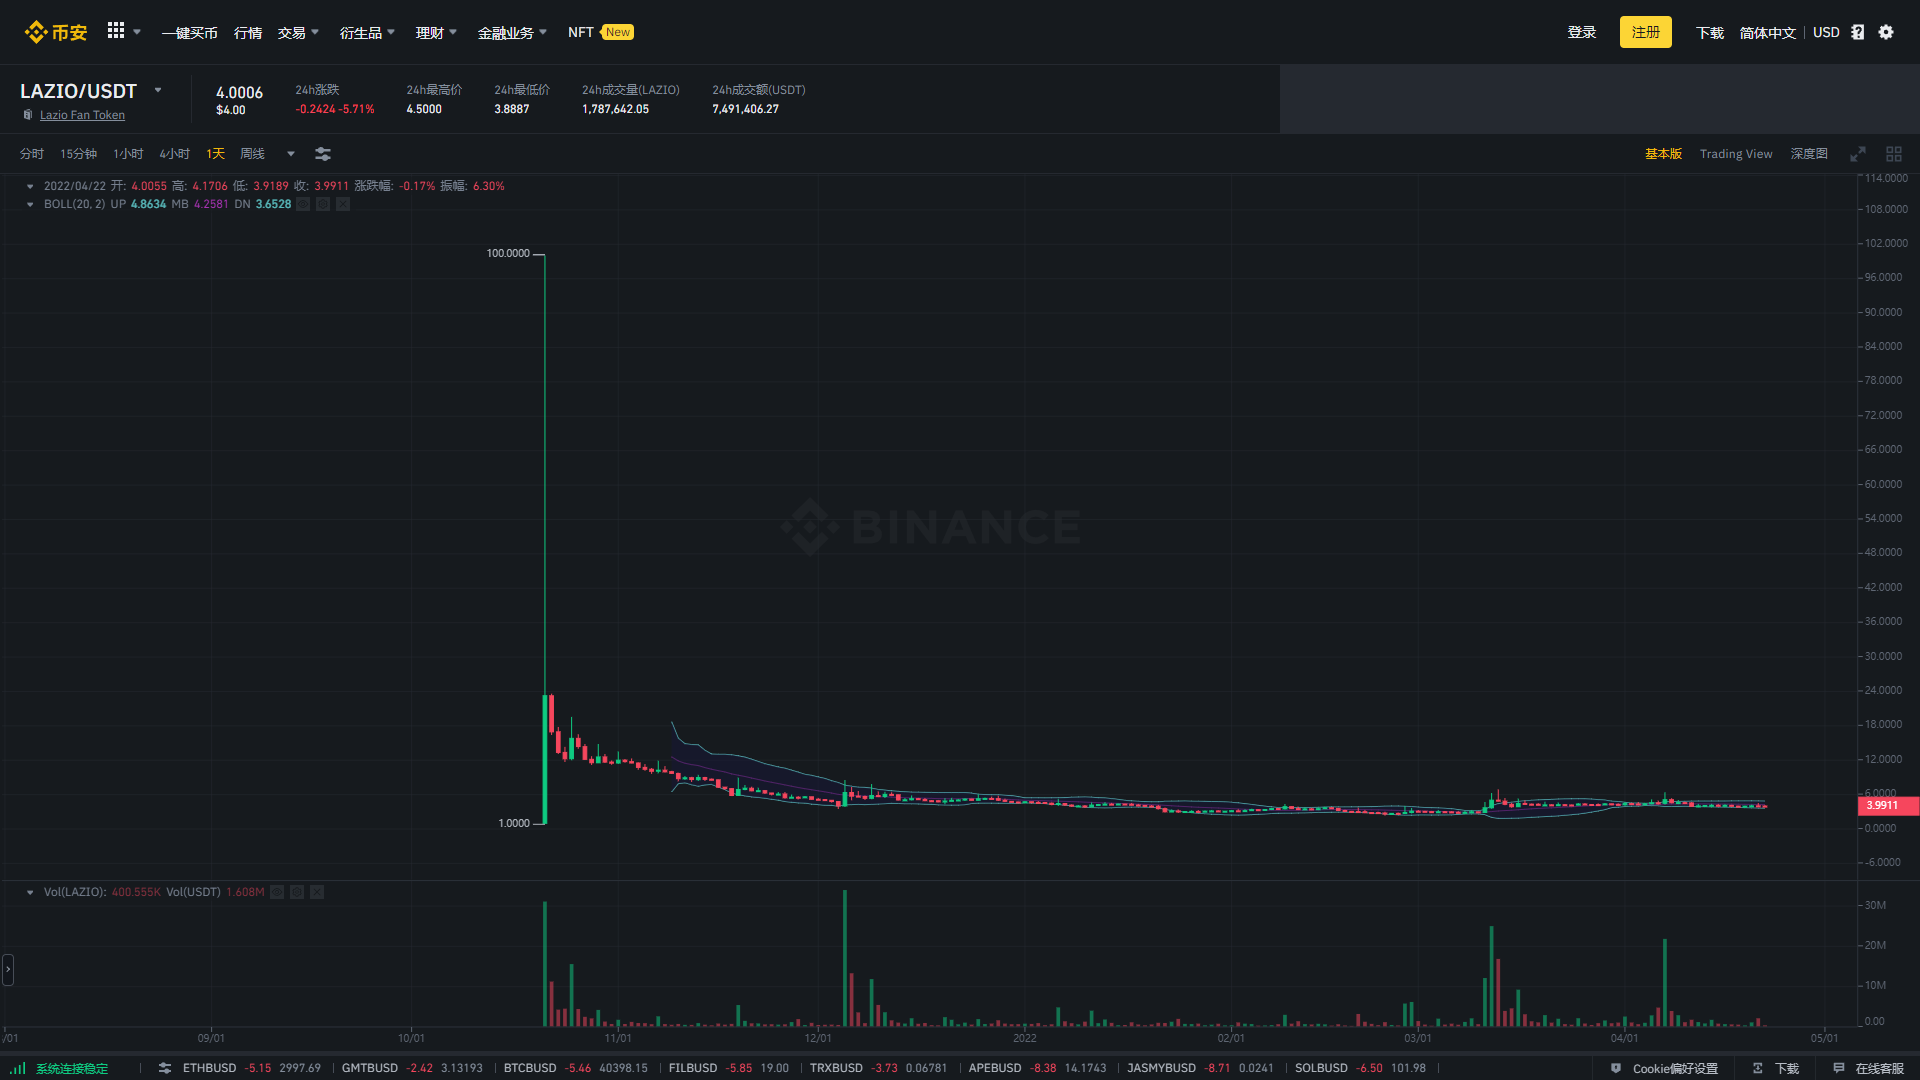 币安 一键买币 行情 交易 衍生品 理财 金融业务 NFT New 登录 注册 下载 简体中文 USD
LAZIO/USDT
Lazio Fan Token
4.0006
$4.00
24h涨跌
-0.2424 -5.71%
24h最高价
4.5000
24h最低价
3.8887
24h成交量(LAZIO)
1,787,642.05
24h成交额(USDT)
7,491,406.27
分时 15分钟 1小时 4小时 1天 周线 基本版 Trading View 深度图
2022/04/22 开: 4.0055 高: 4.1706 低: 3.9189 收: 3.9911 涨跌幅: -0.17% 振幅: 6.30%
BOLL(20, 2) UP 4.8634 MB 4.2581 DN 3.6528
114.0000
108.0000
102.0000
100.0000
96.0000
90.0000
84.0000
78.0000
72.0000
66.0000
60.0000
54.0000
BINANCE
48.0000
42.0000
36.0000
30.0000
24.0000
18.0000
12.0000
6.0000
3.9911
1.0000
0.0000
-6.0000
Vol(LAZIO): 400.555K Vol(USDT) 1.608M
30M
20M
10M
0.00
/01 09/01 10/01 11/01 12/01 2022 02/01 03/01 04/01 05/01
系统连接稳定 ETHBUSD -5.15 2997.69 GMTBUSD -2.42 3.13193 BTCBUSD -5.46 40398.15 FILBUSD -5.85 19.00 TRXBUSD -3.73 0.06781 APEBUSD -8.38 14.1743 JASMYBUSD -8.71 0.0241 SOLBUSD -6.50 101.98 Cookie偏好设置 下载 在线客服